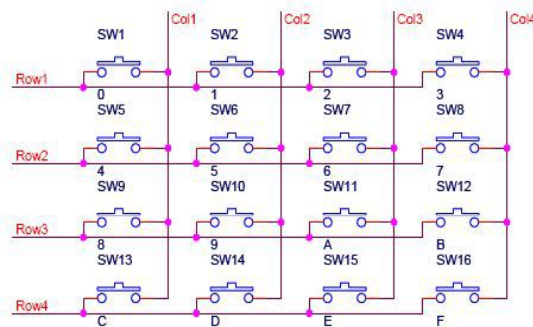 Col1 Col2 Col3 Col4
SW1 SW2 SW3 SW4
Row1
0 1 2 3
SW5 SW6 SW7 SW8
Row2
4 5 6 7
SW9 SW10 SW11 SW12
Row3
8 9 A B
SW13 SW14 SW15 SW16
Row4
C D E F